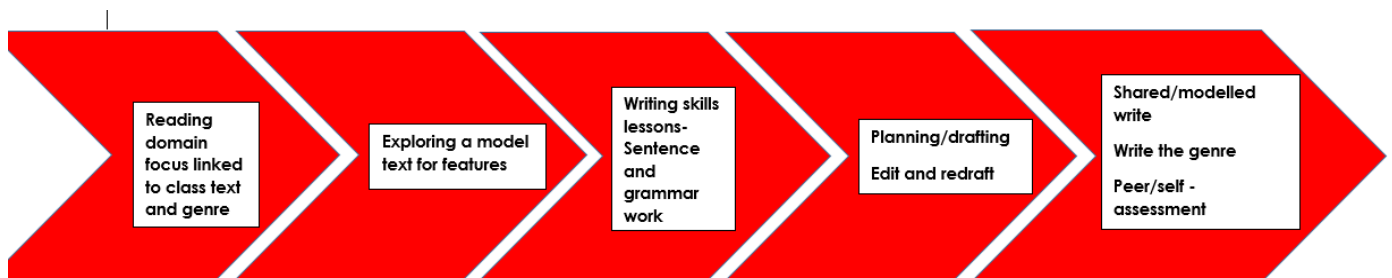 Reading
domain
focus linked
to class text
and genre
Exploring a model
text for features
Writing skills
lessons-
Sentence
and
grammar
work
Planning/drafting
Edit and redraft
Shared/modelled
write
Write the genre
Peer/self -
assessment